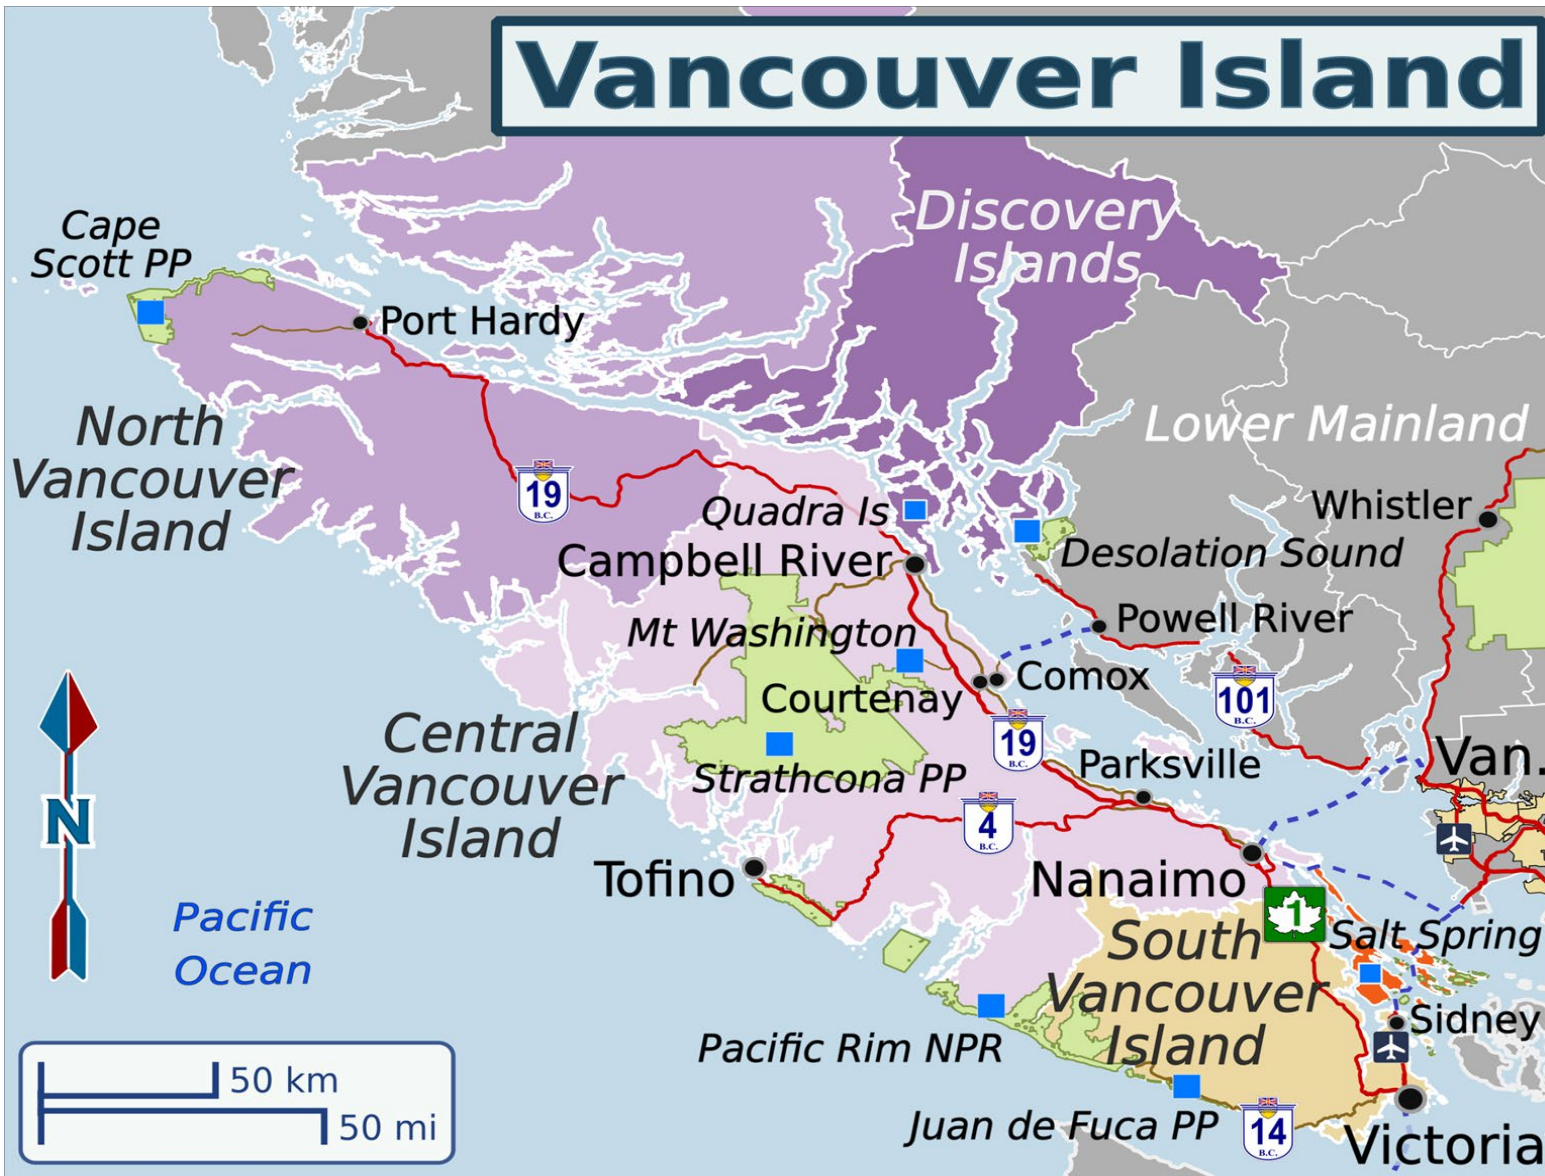 Vancouver Island
Discovery
Islands
Cape
Scott PP
Port Hardy
North
Vancouver
Island
19
B.C.
Lower Mainland
Whistler
Quadra Is
Campbell River
Desolation Sound
Powell River
Mt Washington
Comox
Courtenay
101
B.C.
19
B.C.
Central
Vancouver
Island
Strathcona PP
Parksville
Van.
4
B.C.
Tofino
Nanaimo
1
N
Pacific
Ocean
South
Vancouver
Island
Salt Spring
Sidney
Pacific Rim NPR
Juan de Fuca PP
14
B.C.
Victoria
50 km
50 mi